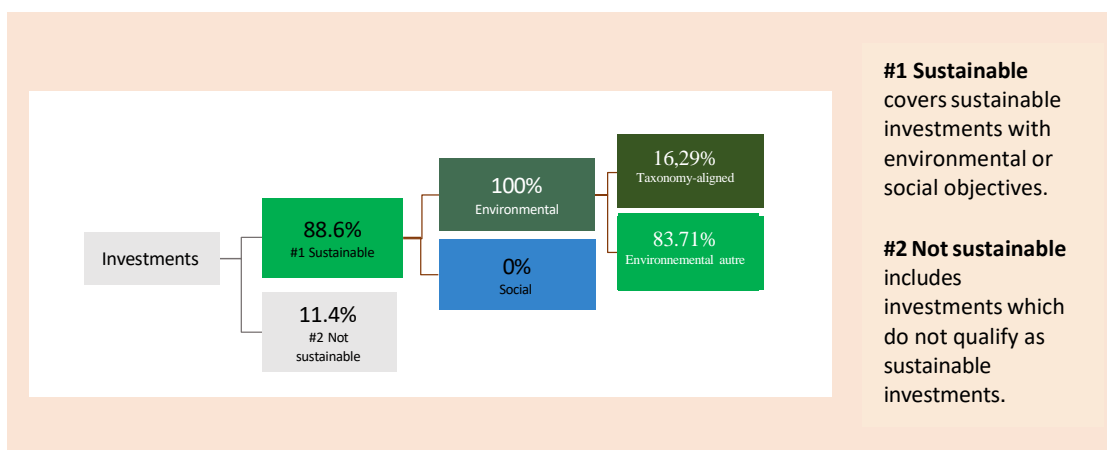 Investments
88.6%
#1 Sustainable
11.4%
#2 Not
sustainable
100%
Environmental
0%
Social
16,29%
Taxonomy-aligned
83.71%
Environnemental autre
#1 Sustainable
covers sustainable
investments with
environmental or
social objectives.
#2 Not sustainable
includes
investments which
do not qualify as
sustainable
investments.